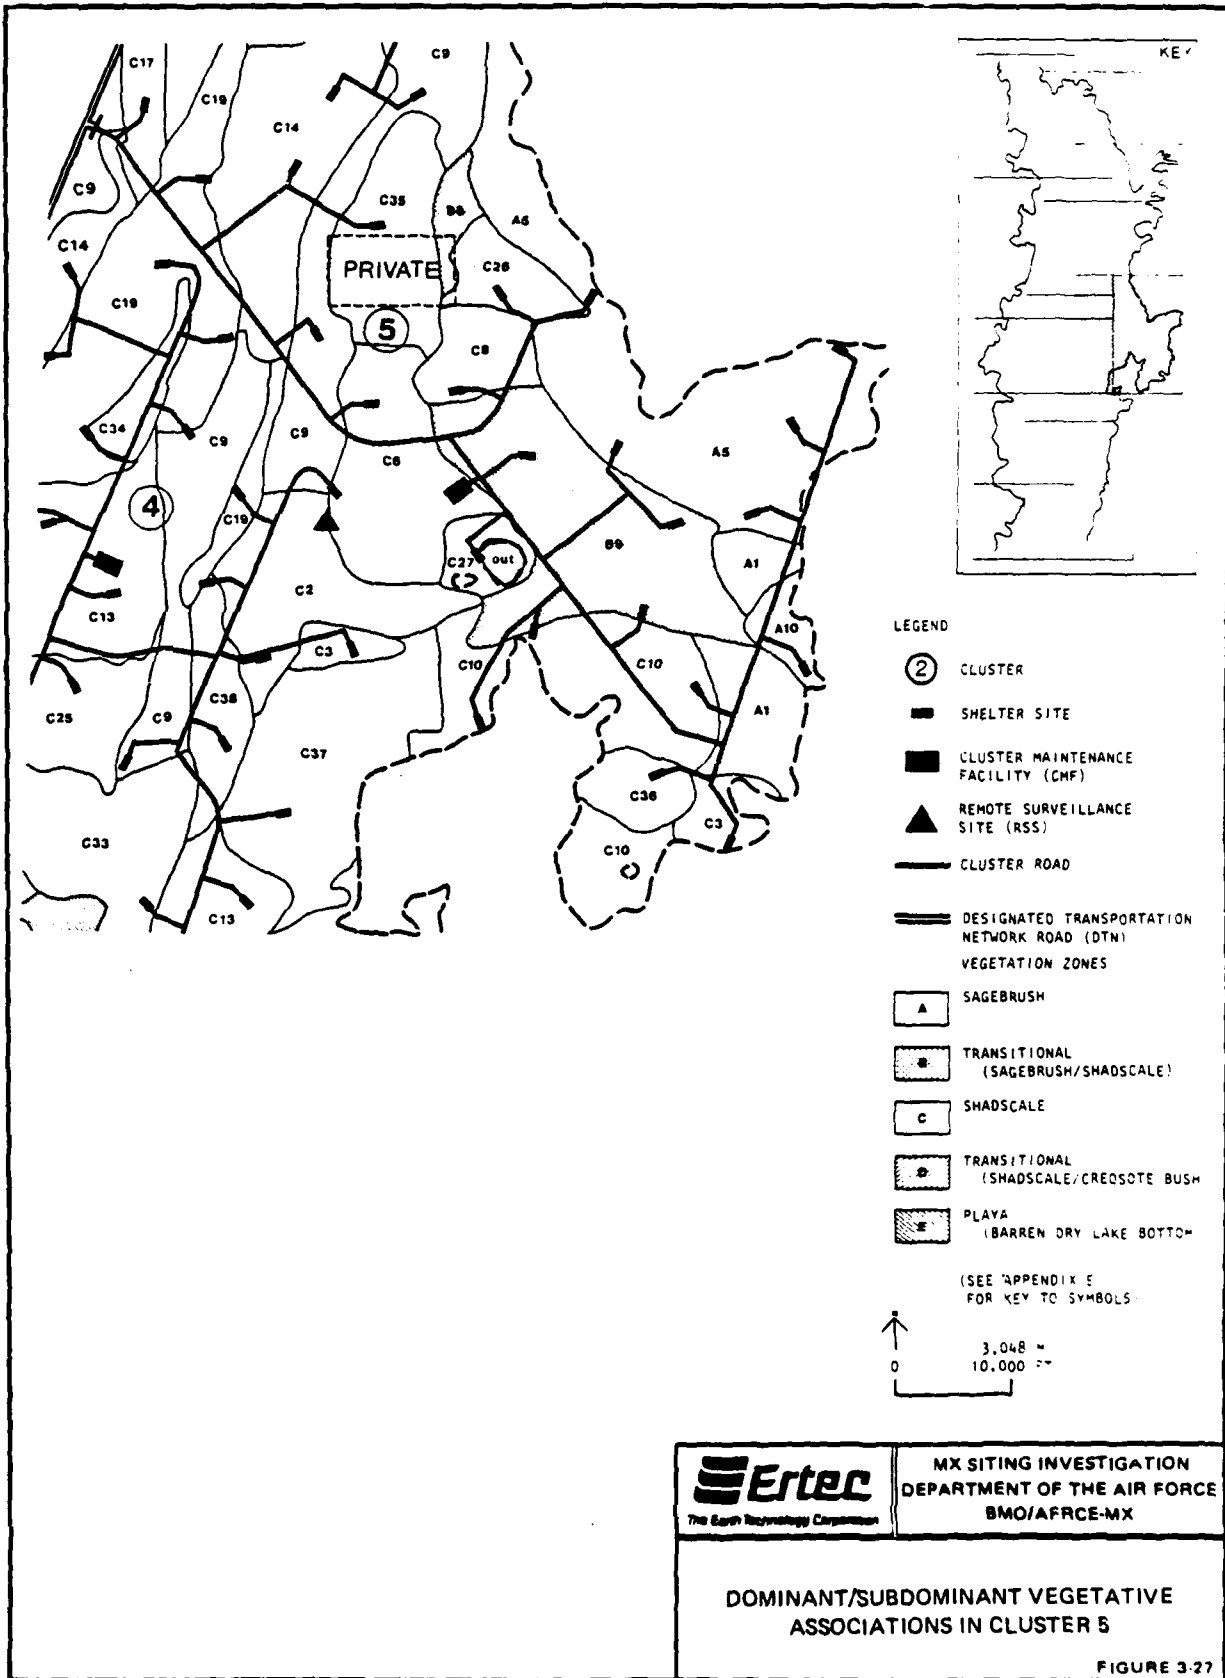 C17
C9
C19
C14
KEY
C9
C35
B6
A5
C14
PRIVATE
C26
C19
5
C8
C34
C9
C9
C6
A5
4
C19
B9
C27
out
A1
C2
C13
A10
C3
C10
C10
C25
C9
C38
A1
C37
C36
C3
C33
C10
C13
LEGEND
2 CLUSTER
SHELTER SITE
CLUSTER MAINTENANCE
FACILITY (CMF)
REMOTE SURVEILLANCE
SITE (RSS)
CLUSTER ROAD
DESIGNATED TRANSPORTATION
NETWORK ROAD (DTN)
VEGETATION ZONES
A SAGEBRUSH
B TRANSITIONAL
(SAGEBRUSH/SHADSCALE)
C SHADSCALE
D TRANSITIONAL
(SHADSCALE/CREOSOTE BUSH
E PLAYA
(BARREN DRY LAKE BOTTOM
(SEE APPENDIX E
FOR KEY TO SYMBOLS
3,048 M
0 10,000 FT
Ertec
The Earth Technology Corporation
MX SITING INVESTIGATION
DEPARTMENT OF THE AIR FORCE
BMO/AFRCE-MX
DOMINANT/SUBDOMINANT VEGETATIVE
ASSOCIATIONS IN CLUSTER 5
FIGURE 3-27